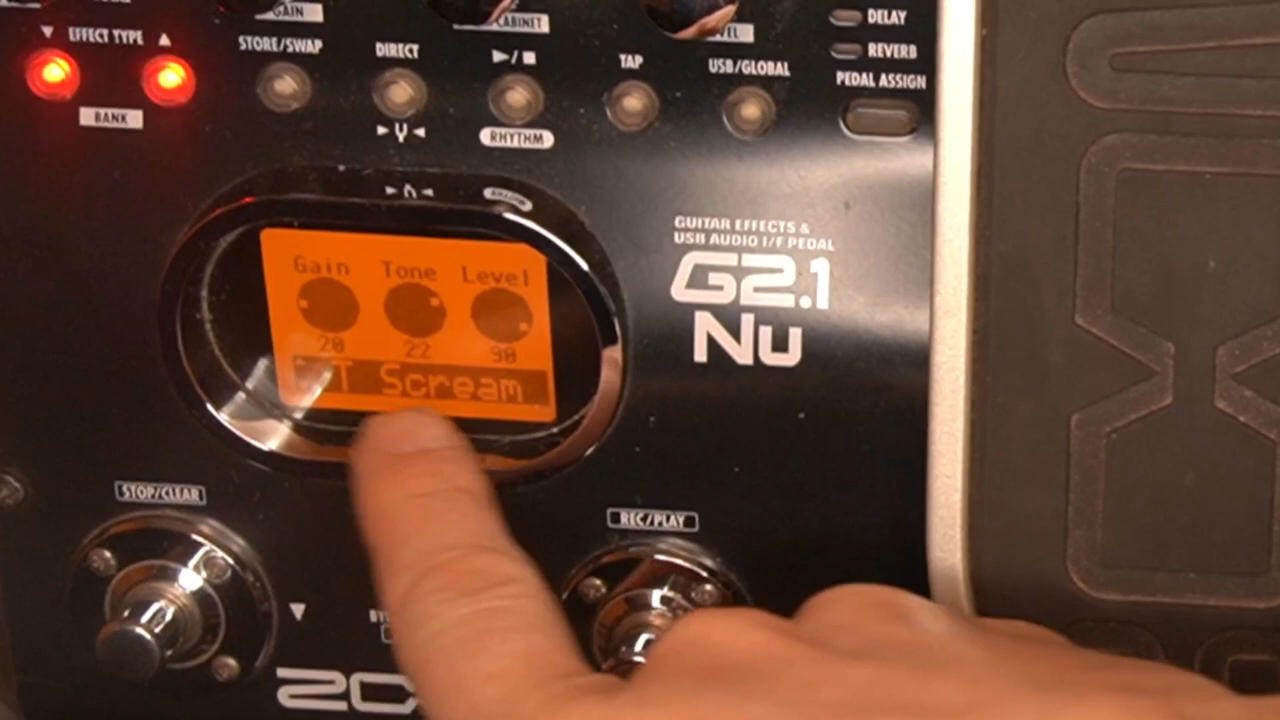 GAIN
CABINET
DELAY
▼ EFFECT TYPE ▲
STORE/SWAP
DIRECT
▶/■
TAP
USB/GLOBAL
REVERB
PEDAL ASSIGN
BANK
RHYTHM
GUITAR EFFECTS &
USB AUDIO I/F PEDAL
G2.1
Nu
Gain Tone Level
20 22 90
T Scream
STOP/CLEAR
REC/PLAY
▼